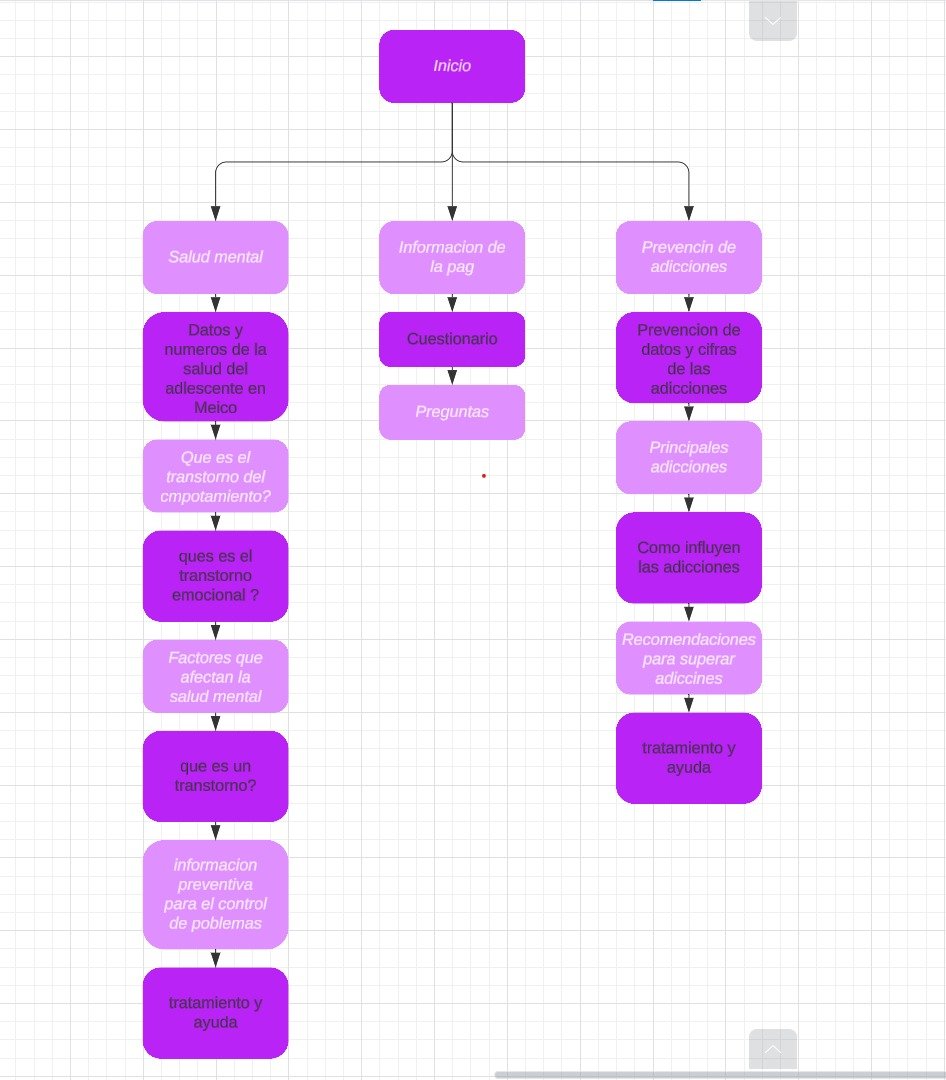 Inicio
Salud mental
Datos y
numeros de la
salud del
adlescente en
Meico
Que es el
transtorno del
cmpotamiento?
ques es el
transtorno
emocional ?
Factores que
afectan la
salud mental
que es un
transtorno?
informacion
preventiva
para el control
de poblemas
tratamiento y
ayuda
Informacion de
la pag
Cuestionario
Preguntas
Prevencin de
adicciones
Prevencion de
datos y cifras
de las
adicciones
Principales
adicciones
Como influyen
las adicciones
Recomendaciones
para superar
adiccines
tratamiento y
ayuda